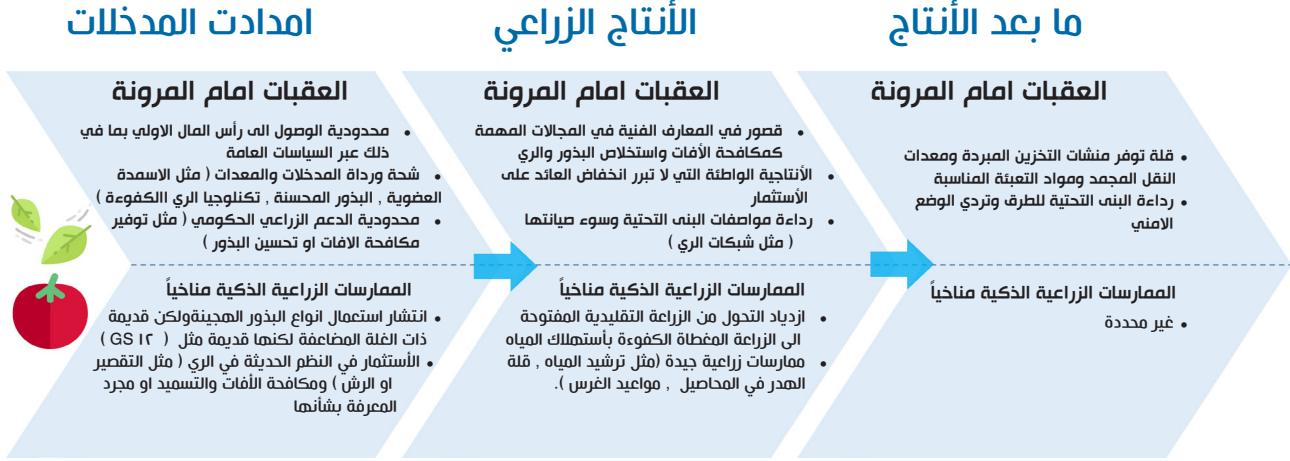 امدادت المدخلات
العقبات امام المرونة
• محدودية الوصول الى رأس المال الاولي بما في
ذلك عبر السياسات العامة
• شحة ورداة المدخلات والمعدات ( مثل الاسمدة
العضوية , البذور المحسنة , تكنلوجيا الري االكفوءة )
• محدودية الدعم الزراعي الحكومي ( مثل توفير
مكافحة الافات او تحسين البذور )
الممارسات الزراعية الذكية مناخياً
• انتشار استعمال انواع البذور الهجينةولكن قديمة
ذات الغلة المضاعفة لكنها قديمة مثل ( GS ١٢ )
• الأستثمار في النظم الحديثة في الري ( مثل التقصير
او الرش ) ومكافحة الأفات والتسميد او مجرد
المعرفة بشأنها
الأنتاج الزراعي
العقبات امام المرونة
• قصور في المعارف الفنية في المجالات المهمة
كمكافحة الأفات واستخلاص البذور والري
• الأنتاجية الواطئة التي لا تبرر انخفاض العائد على
الأستثمار
• رداءة مواصفات البنى التحتية وسوء صيانتها
( مثل شبكات الري )
الممارسات الزراعية الذكية مناخياً
• ازدياد التحول من الزراعة التقليدية المفتوحة
الى الزراعة المغطاة الكفوءة بأستهلاك المياه
• ممارسات زراعية جيدة (مثل ترشيد المياه , قلة
الهدر في المحاصيل , مواعيد الغرس ).
ما بعد الأنتاج
العقبات امام المرونة
• قلة توفر منشات التخزين المبردة ومعدات
النقل المجمد ومواد التعبئة المناسبة
• رداءة البنى التحتية للطرق وتردي الوضع
الامني
الممارسات الزراعية الذكية مناخياً
• غير محددة